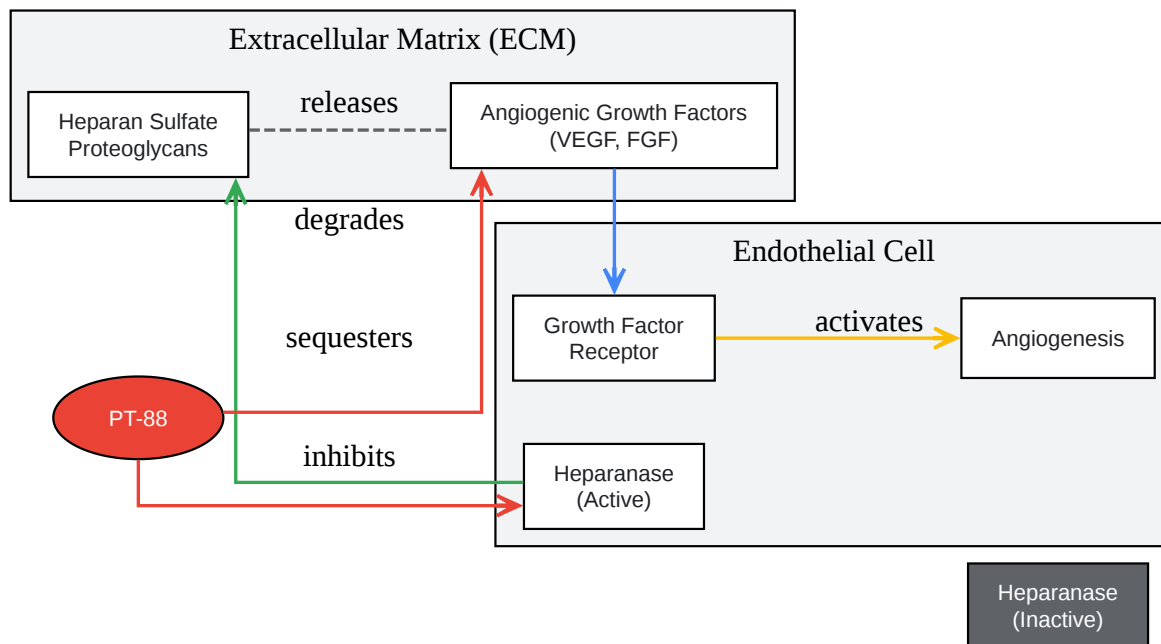 Extracellular Matrix (ECM)
releases
Heparan Sulfate
Proteoglycans
Angiogenic Growth Factors
(VEGF, FGF)
degrades
Endothelial Cell
sequesters
Growth Factor
Receptor
activates
Angiogenesis
PT-88
inhibits
Heparanase
(Active)
Heparanase
(Inactive)